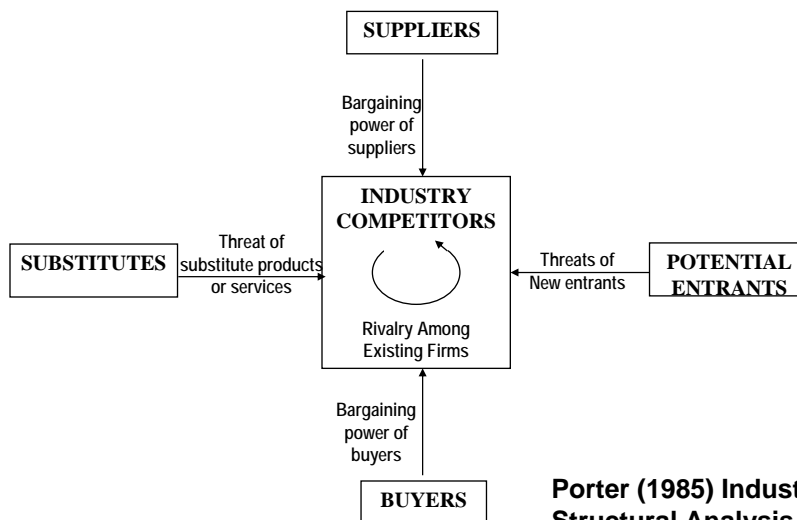 SUPPLIERS
Bargaining
power of
suppliers
INDUSTRY
COMPETITORS
SUBSTITUTES
Threat of
substitute products
or services
Threats of
New entrants
POTENTIAL
ENTRANTS
Rivalry Among
Existing Firms
Bargaining
power of
buyers
BUYERS
Porter (1985)
Structural Analysis